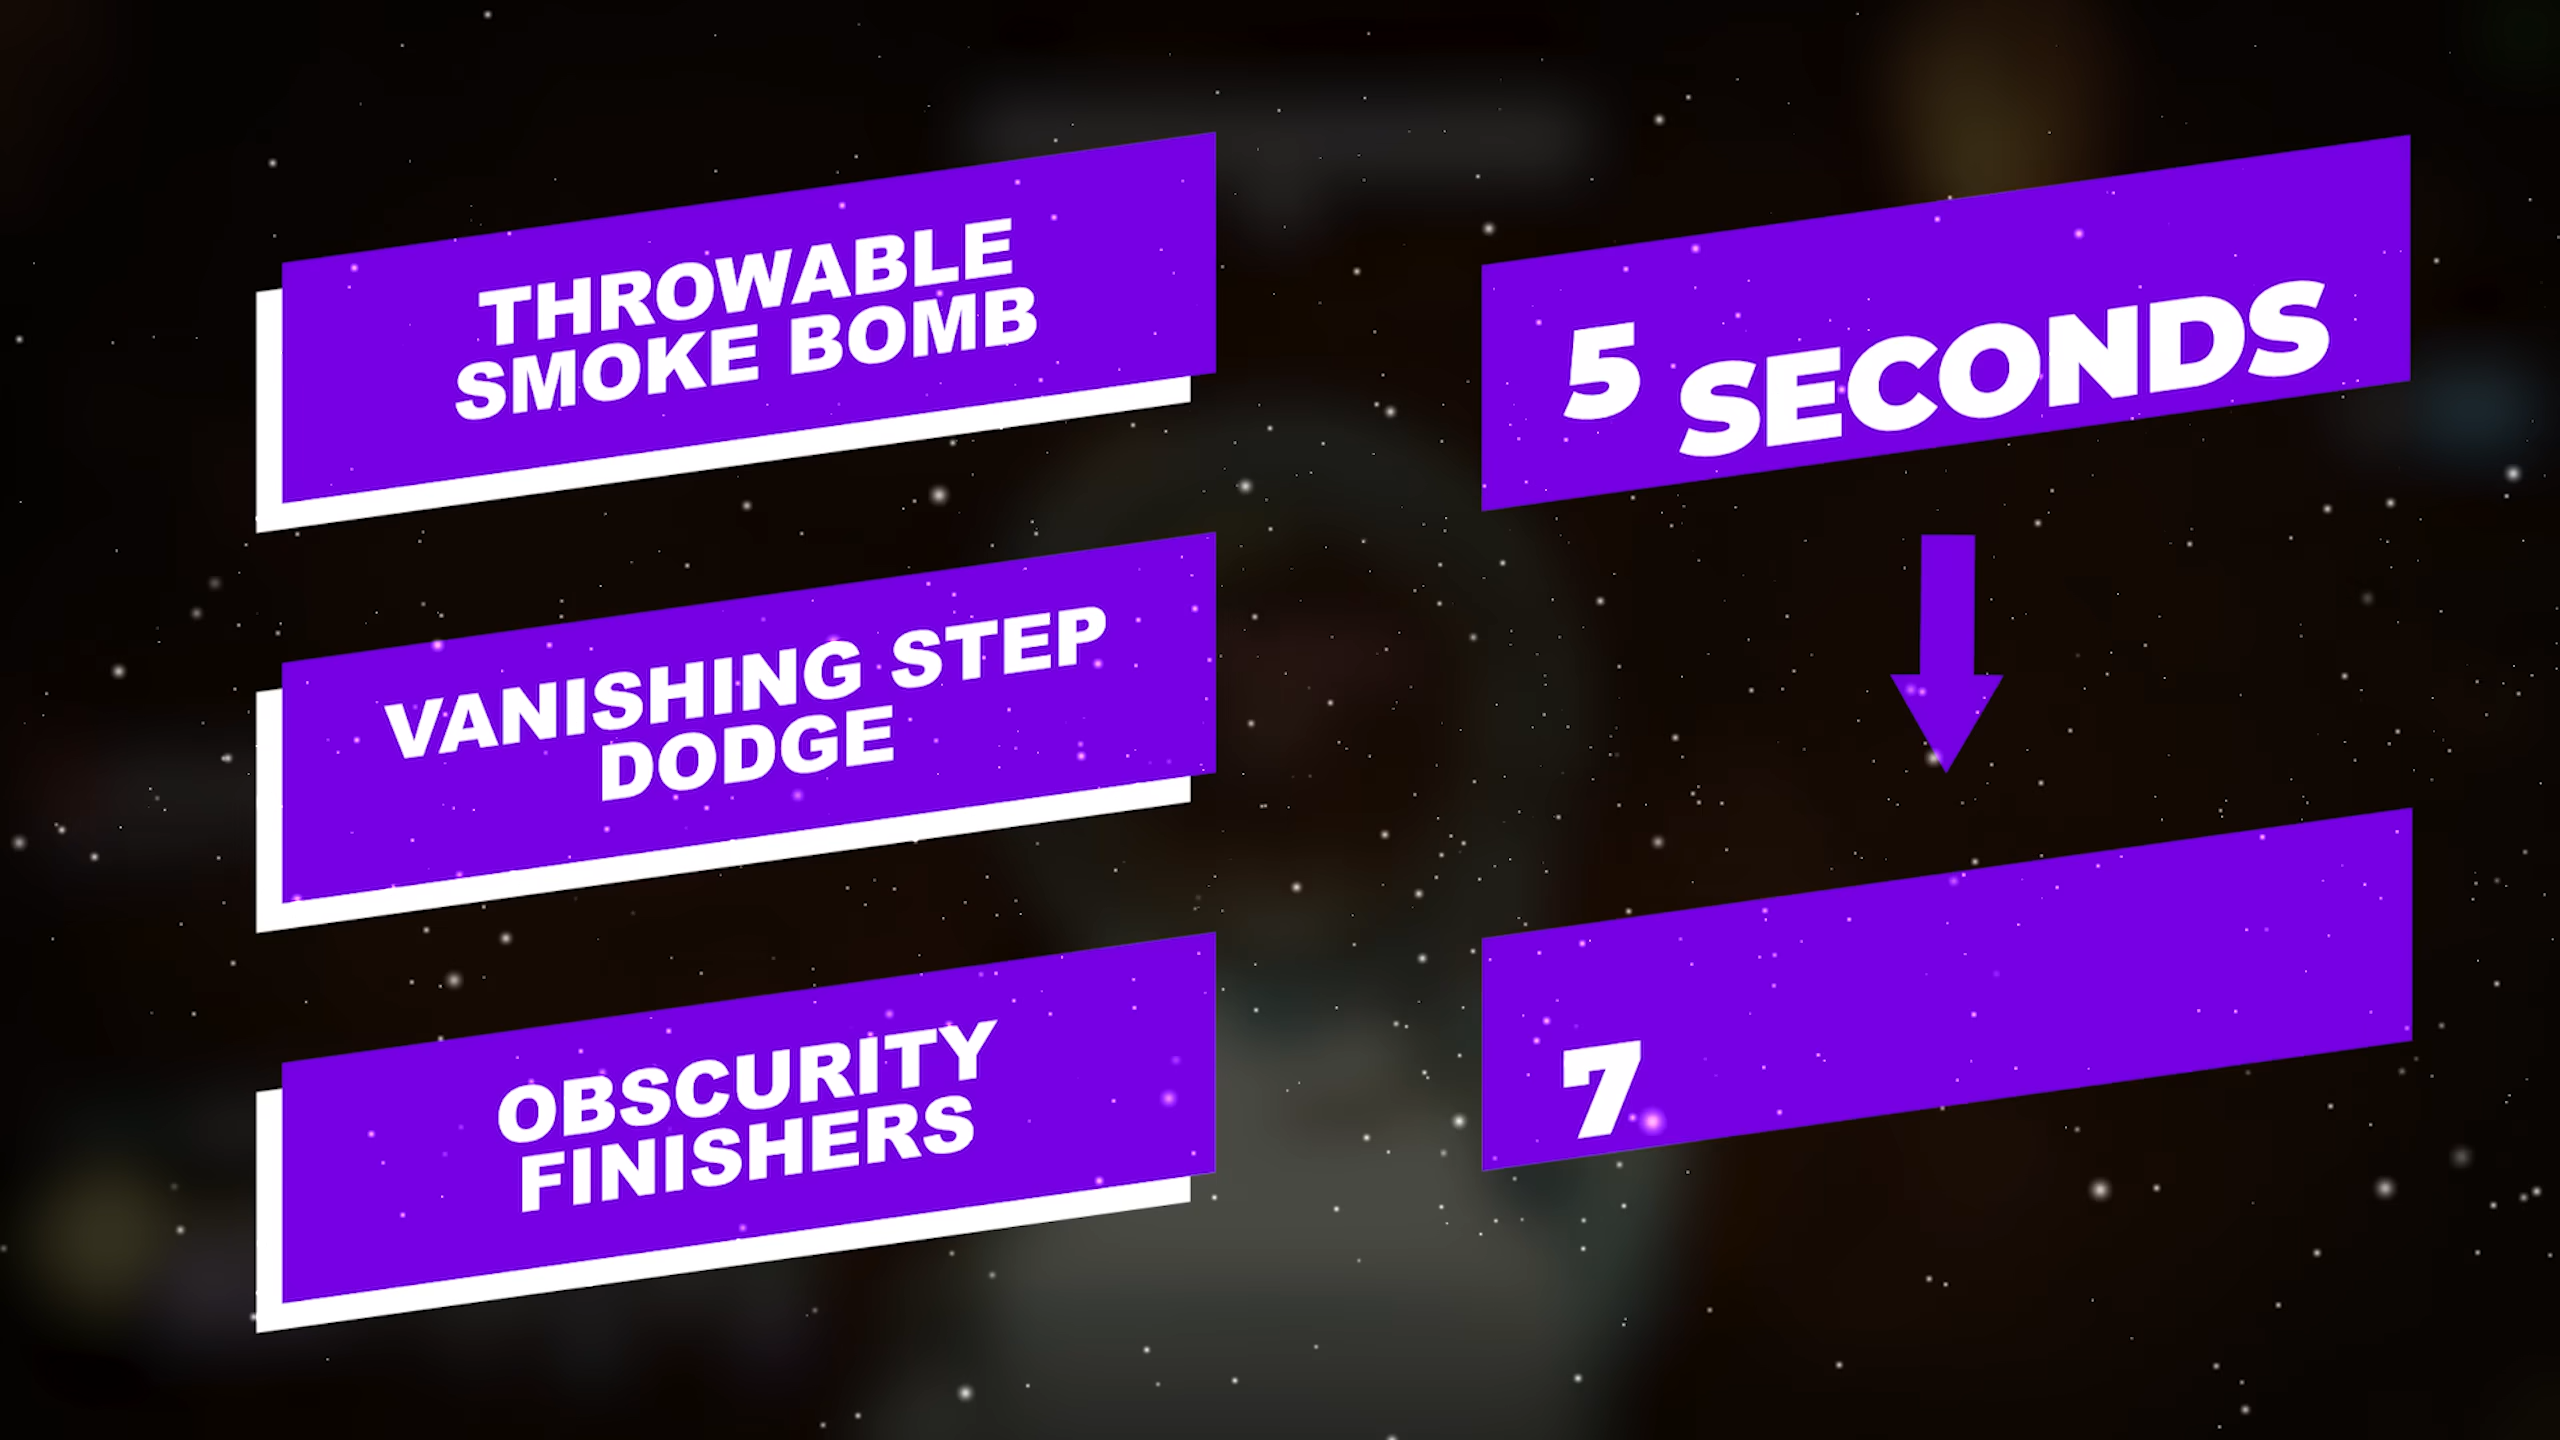 THROWABLE
SMOKE BOMB
VANISHING STEP
DODGE
OBSCURITY
FINISHERS
5 SECONDS
7